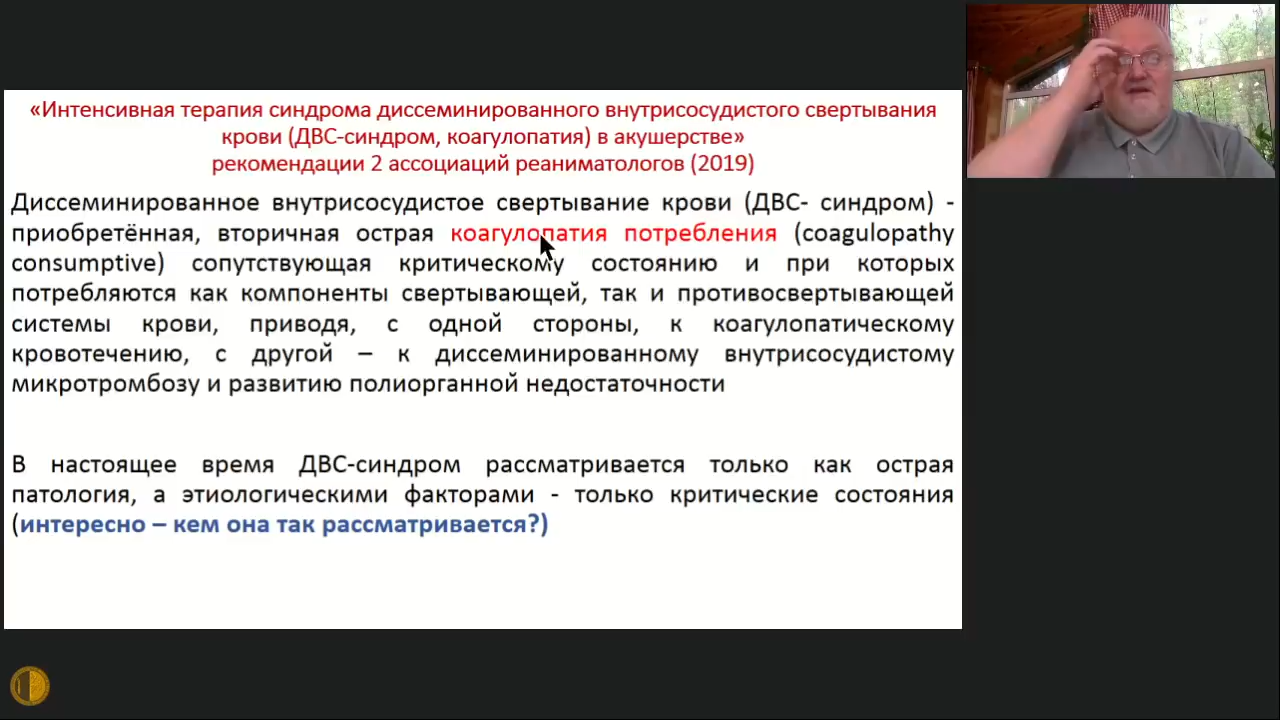 «Интенсивная терапия синдрома диссеминированного внутрисосудистого свертывания
крови (ДВС-синдром, коагулопатия) в акушерстве»
рекомендации 2 ассоциаций реаниматологов (2019)
Диссеминированное внутрисосудистое свертывание крови (ДВС- синдром) -
приобретённая, вторичная острая коагулопатия потребления (coagulopathy
consumptive) сопутствующая критическому состоянию и при которых
потребляются как компоненты свертывающей, так и противосвертывающей
системы крови, приводя, с одной стороны, к коагулопатическому
кровотечению, с другой – к диссеминированному внутрисосудистому
микротромбозу и развитию полиорганной недостаточности
В настоящее время ДВС-синдром рассматривается только как острая
патология, а этиологическими факторами - только критические состояния
(интересно – кем она так рассматривается?)